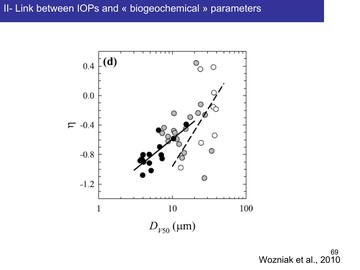 II- Link between IOPs and « biogeochemical » parameters
(d)
0.4
0.0
η
-0.4
-0.8
-1.2
1
10
100
D_V50 (μm)
69
Wozniak et al., 2010